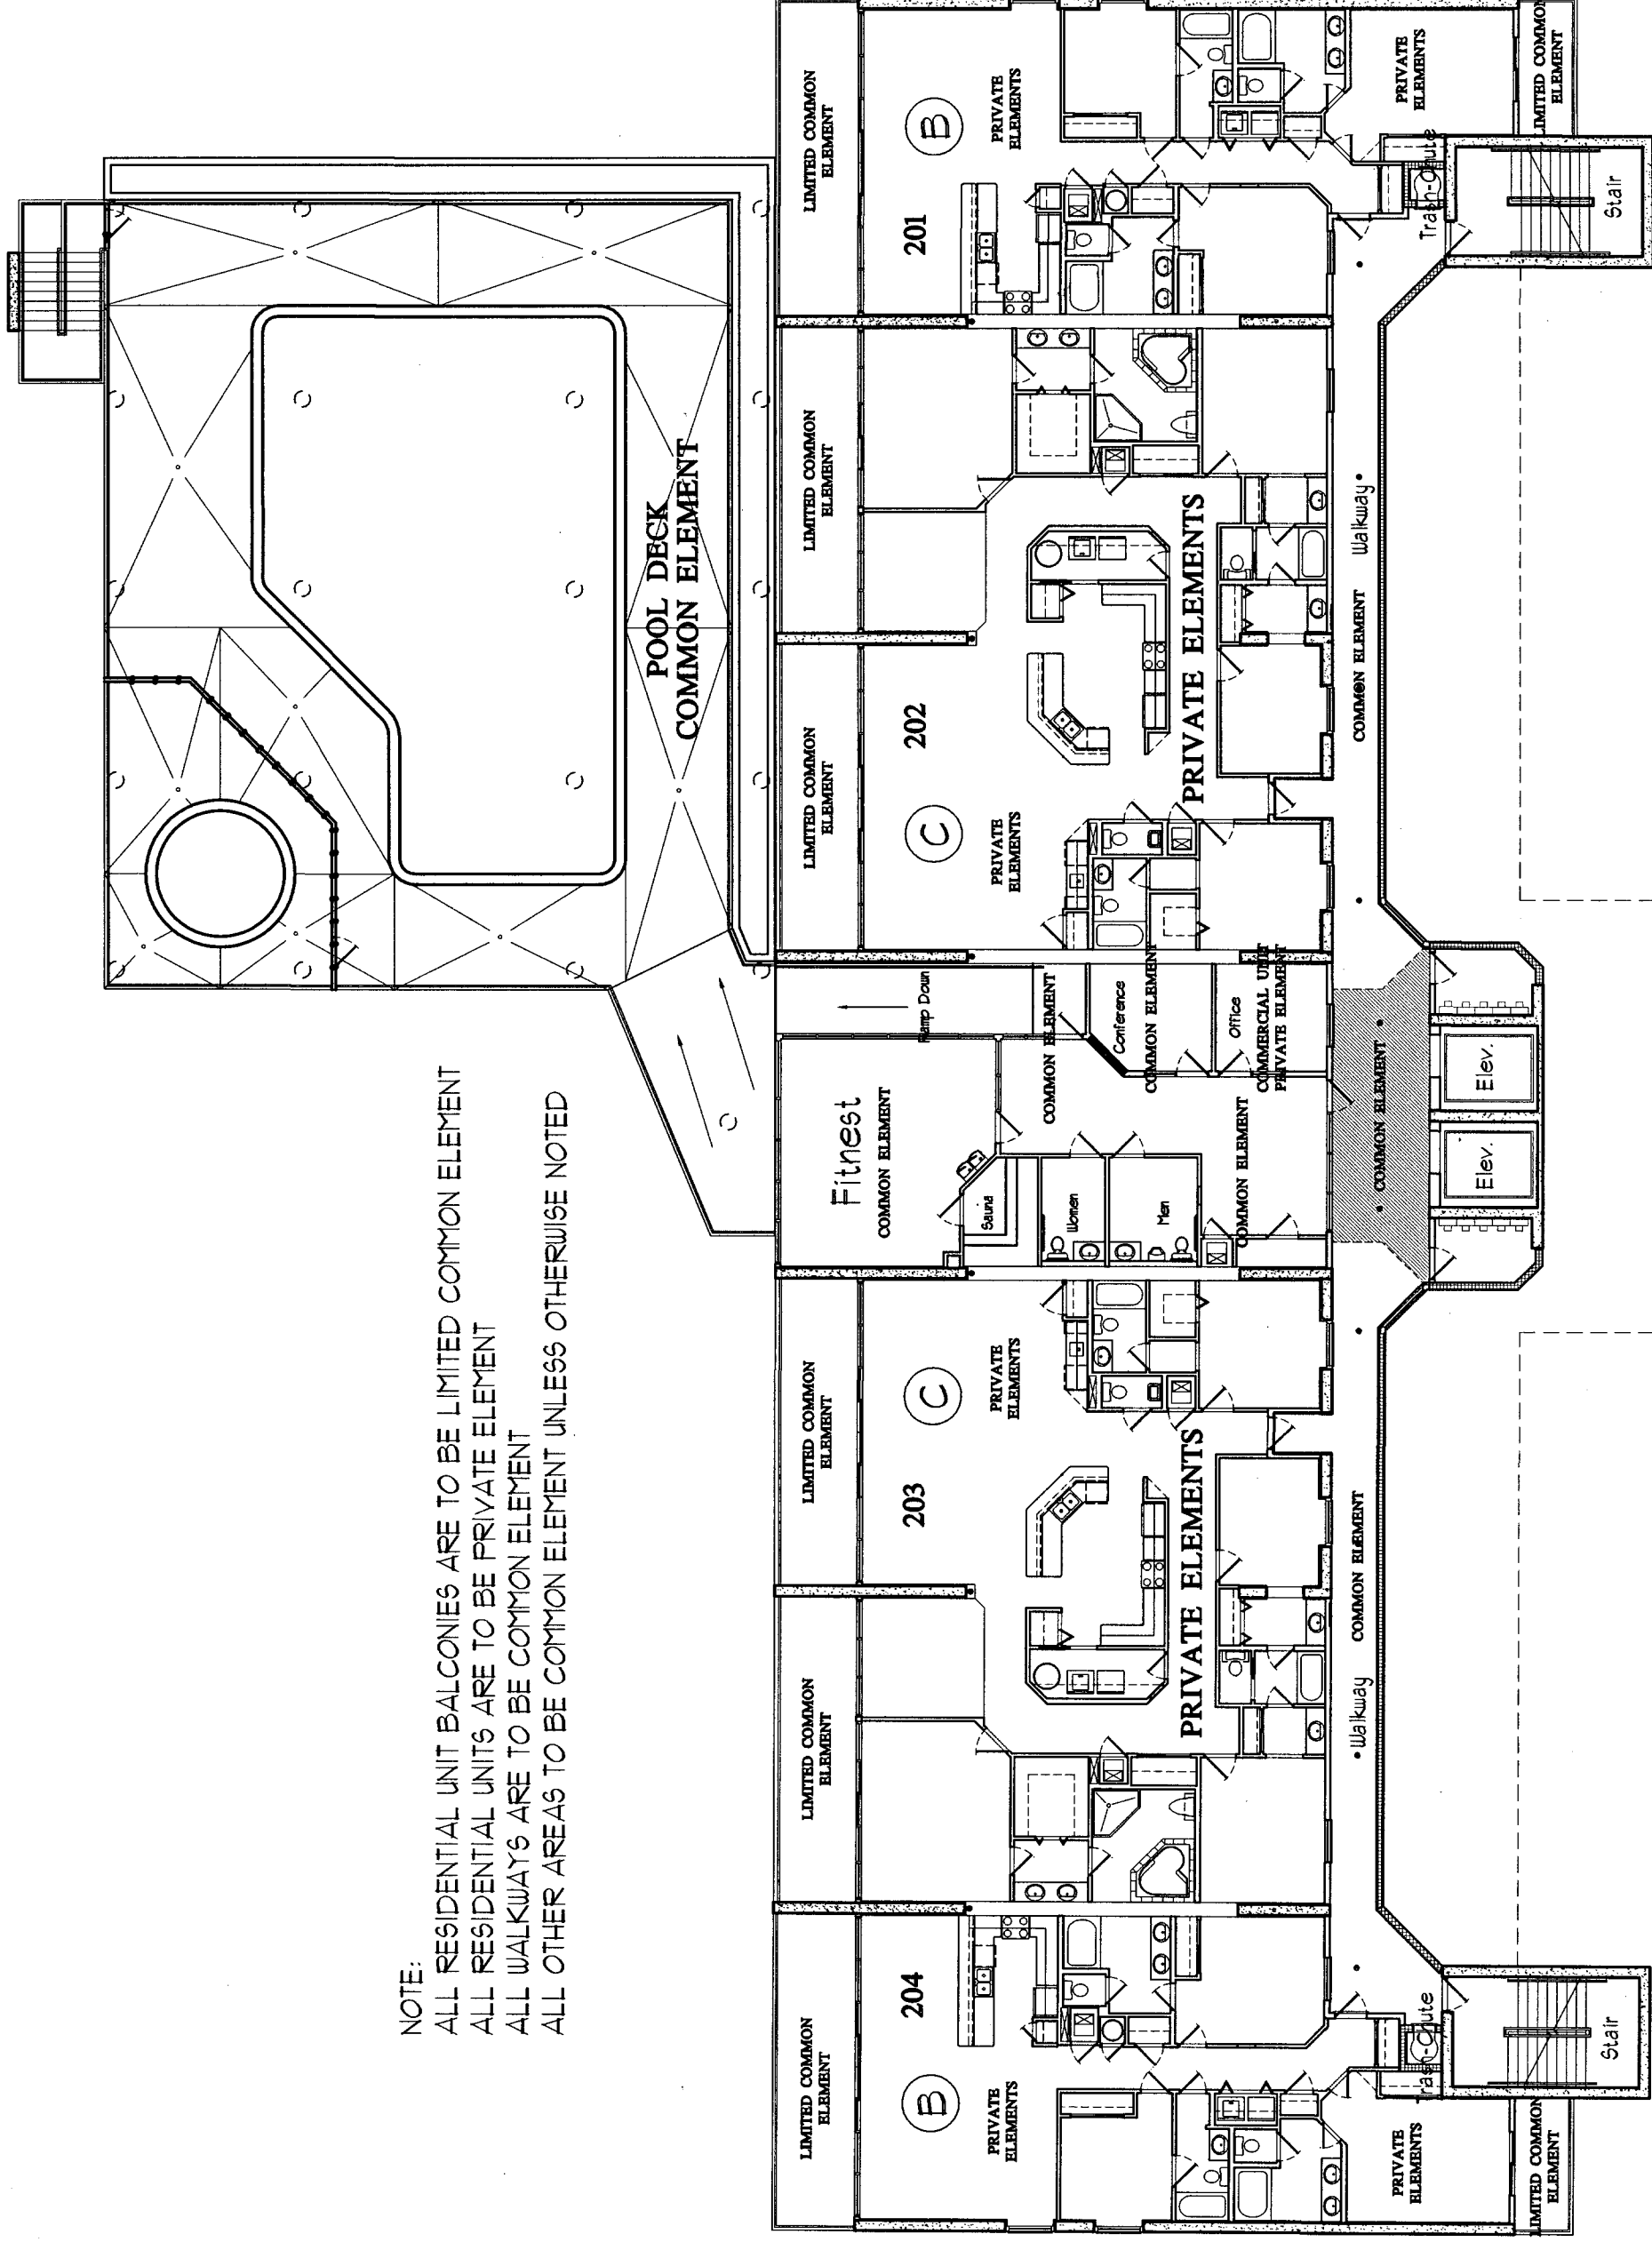 NOTE:
ALL RESIDENTIAL UNIT BALCONIES ARE TO BE LIMITED COMMON ELEMENT
ALL RESIDENTIAL UNITS ARE TO BE PRIVATE ELEMENT
ALL WALKWAYS ARE TO BE COMMON ELEMENT
ALL OTHER AREAS TO BE COMMON ELEMENT UNLESS OTHERWISE NOTED
POOL DECK
COMMON ELEMENT
LIMITED COMMON
ELEMENT
LIMITED COMMON
ELEMENT
LIMITED COMMON
ELEMENT
LIMITED COMMON
ELEMENT
LIMITED COMMON
ELEMENT
LIMITED COMMON
ELEMENT
204
B
PRIVATE
ELEMENTS
203
C
PRIVATE
ELEMENTS
PRIVATE ELEMENTS
Fitnest
COMMON ELEMENT
Sauna
Women
Men
COMMON ELEMENT
COMMON ELEMENT
Ramp Down
Conference
COMMON ELEMENT
Office
COMMERCIAL UNIT
PRIVATE ELEMENT
202
C
PRIVATE
ELEMENTS
PRIVATE ELEMENTS
201
B
PRIVATE
ELEMENTS
Walkway
COMMON ELEMENT
COMMON ELEMENT
COMMON ELEMENT
Walkway
PRIVATE
ELEMENTS
LIMITED COMMON
ELEMENT
Trash-Chute
Stair
Elev.
Elev.
Trash-Chute
Stair
PRIVATE
ELEMENTS
LIMITED COMMON
ELEMENT